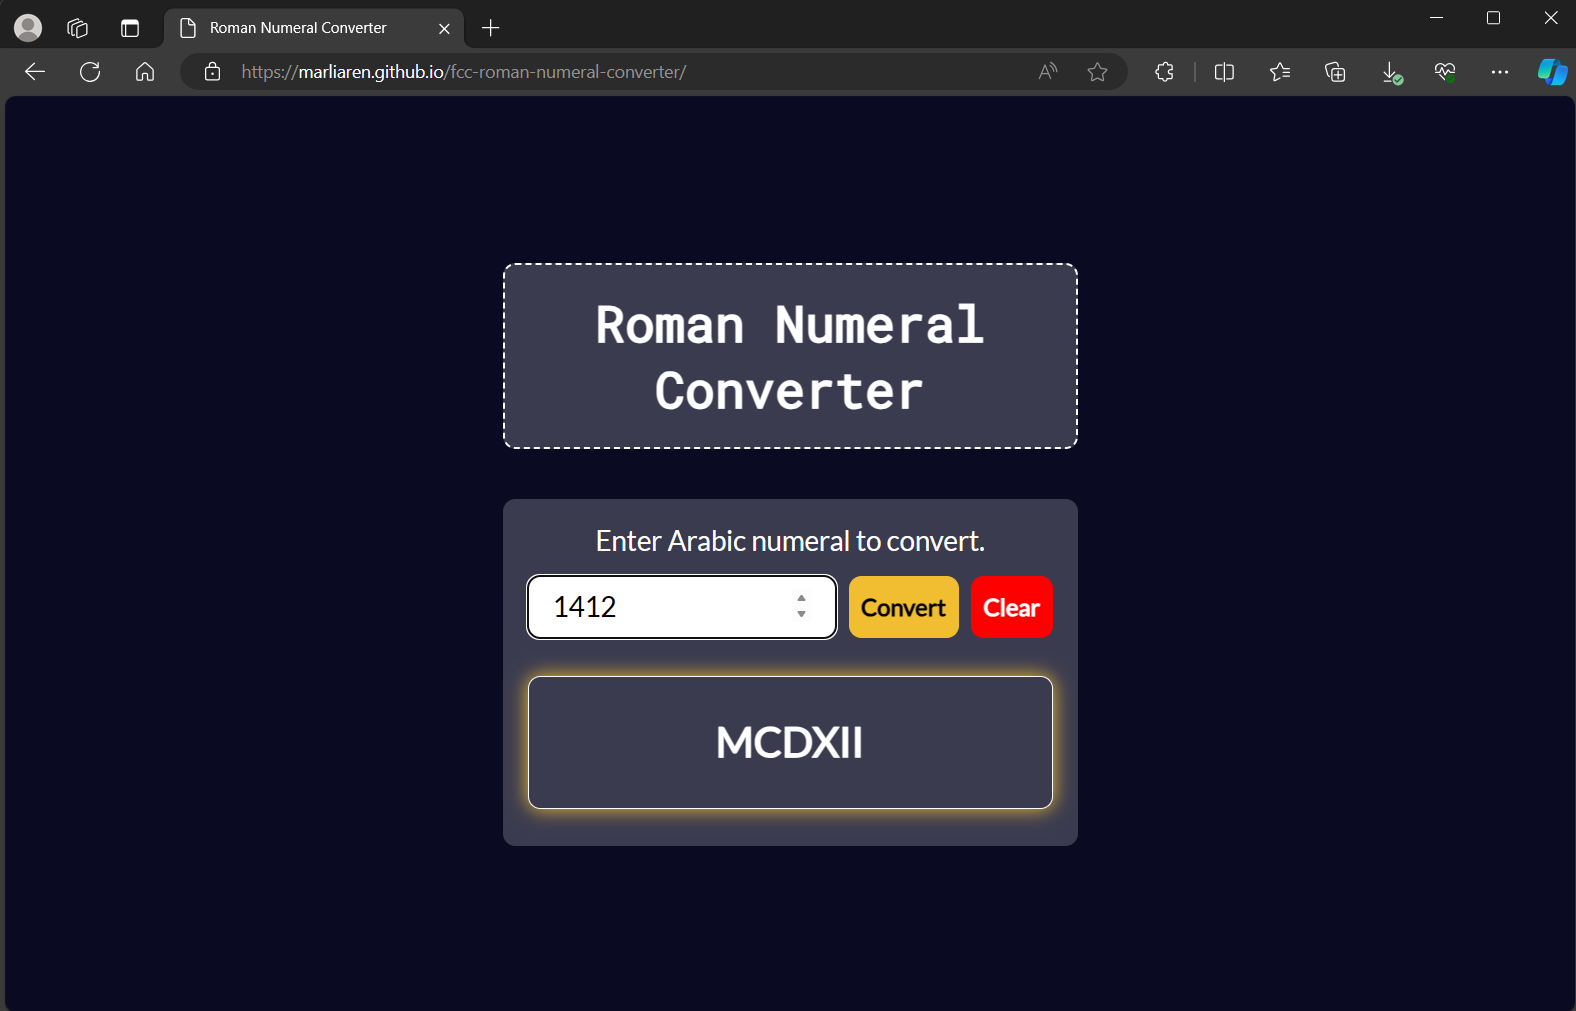 Roman Numeral Converter
https://marliaren.github.io/fcc-roman-numeral-converter/
Roman Numeral
Converter
Enter Arabic numeral to convert.
1412
Convert
Clear
MCDXII